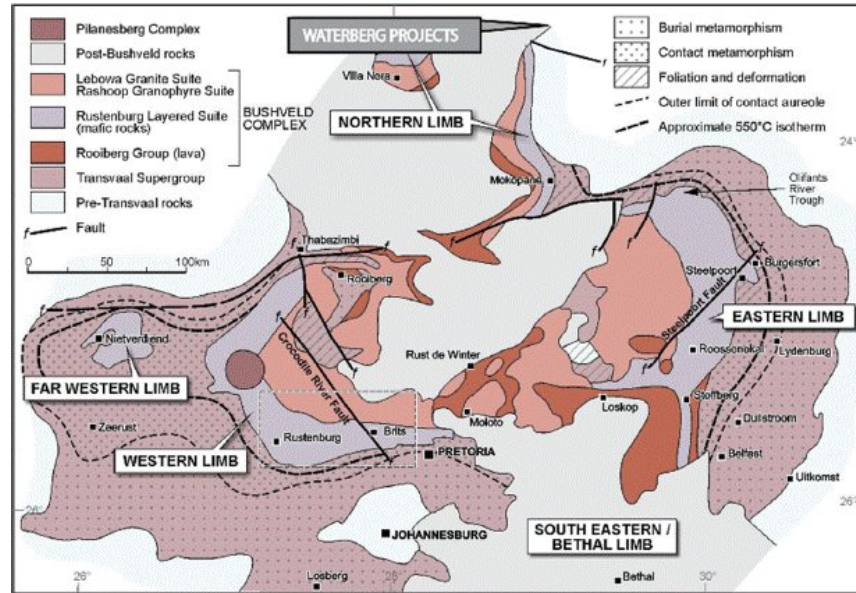 Pilanesberg Complex
Post-Bushveld rocks
Lebowa Granite Suite
Rashoop Granophyre Suite
Rustenburg Layered Suite
(mafic rocks)
Rooiberg Group (lava)
BUSHVELD
COMPLEX
Transvaal Supergroup
Pre-Transvaal rocks
f
Fault
0 50 100km
WATERBERG PROJECTS
Burial metamorphism
Contact metamorphism
Foliation and deformation
Outer limit of contact aureole
Approximate 550°C isotherm
28°
f
Villa Nora
NORTHERN LIMB
24°
Mokopane
Olifants
River
Trough
f
f
f
f
Thabazimbi
f
f
Rooiberg
Burgersfort
Steelpoort
f
Steelpoort Fault
EASTERN LIMB
f
f
f
Nietverdiend
Crocodile River Fault
Rust de Winter
f
Roossenekal
Lydenburg
FAR WESTERN LIMB
Zeerust
Moloto
Loskop
Stoffberg
Dullstroom
Rustenburg
Brits
WESTERN LIMB
PRETORIA
Belfast
Uitkomst
26°
26°
JOHANNESBURG
SOUTH EASTERN /
BETHAL LIMB
26°
Losberg
28°
Bethal
30°